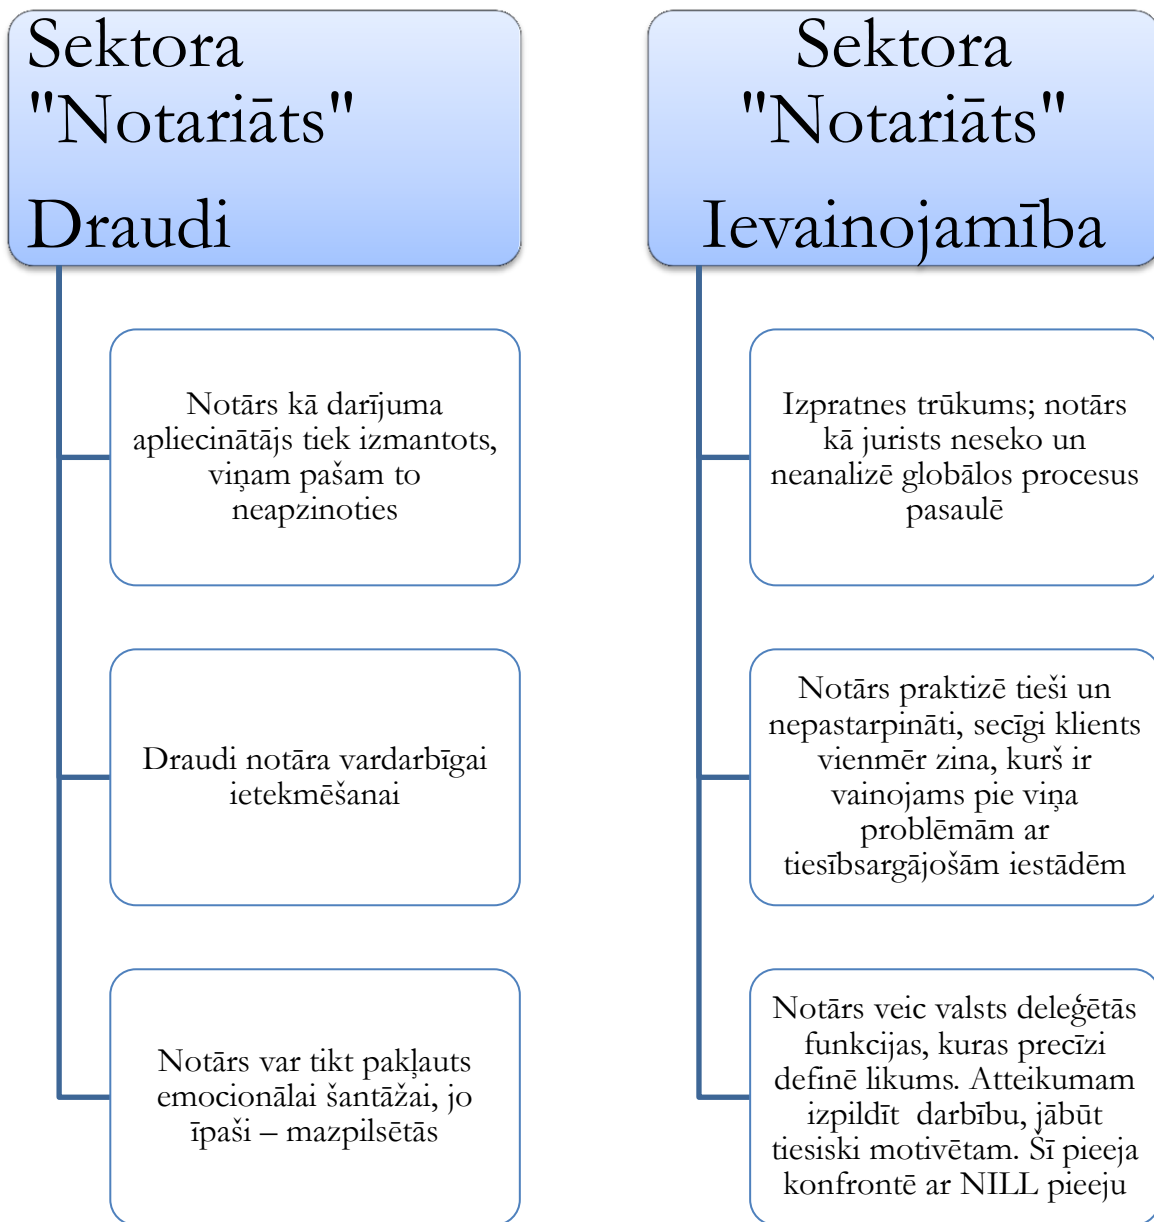 Sektora
"Notariāts"
Draudi
Notārs kā darījuma
apliecinātājs tiek izmantots,
viņam pašam to
neapzinoties
Draudi notāra vardarbīgai
ietekmēšanai
Notārs var tikt pakļauts
emocionālai šantāžai, jo
īpaši – mazpilsētās
Sektora
"Notariāts"
Ievainojamība
Izpratnes trūkums; notārs
kā jurists neseko un
neanalizē globālos procesus
pasaulē
Notārs praktizē tieši un
nepastarpināti, secīgi klients
vienmēr zina, kurš ir
vainojams pie viņa
problēmām ar
tiesībsargājošām iestādēm
Notārs veic valsts deleģētās
funkcijas, kuras precīzi
definē likums. Atteikumam
izpildīt darbību, jābūt
tiesiski motivētam. Šī pieeja
konfrontē ar NILL pieeju